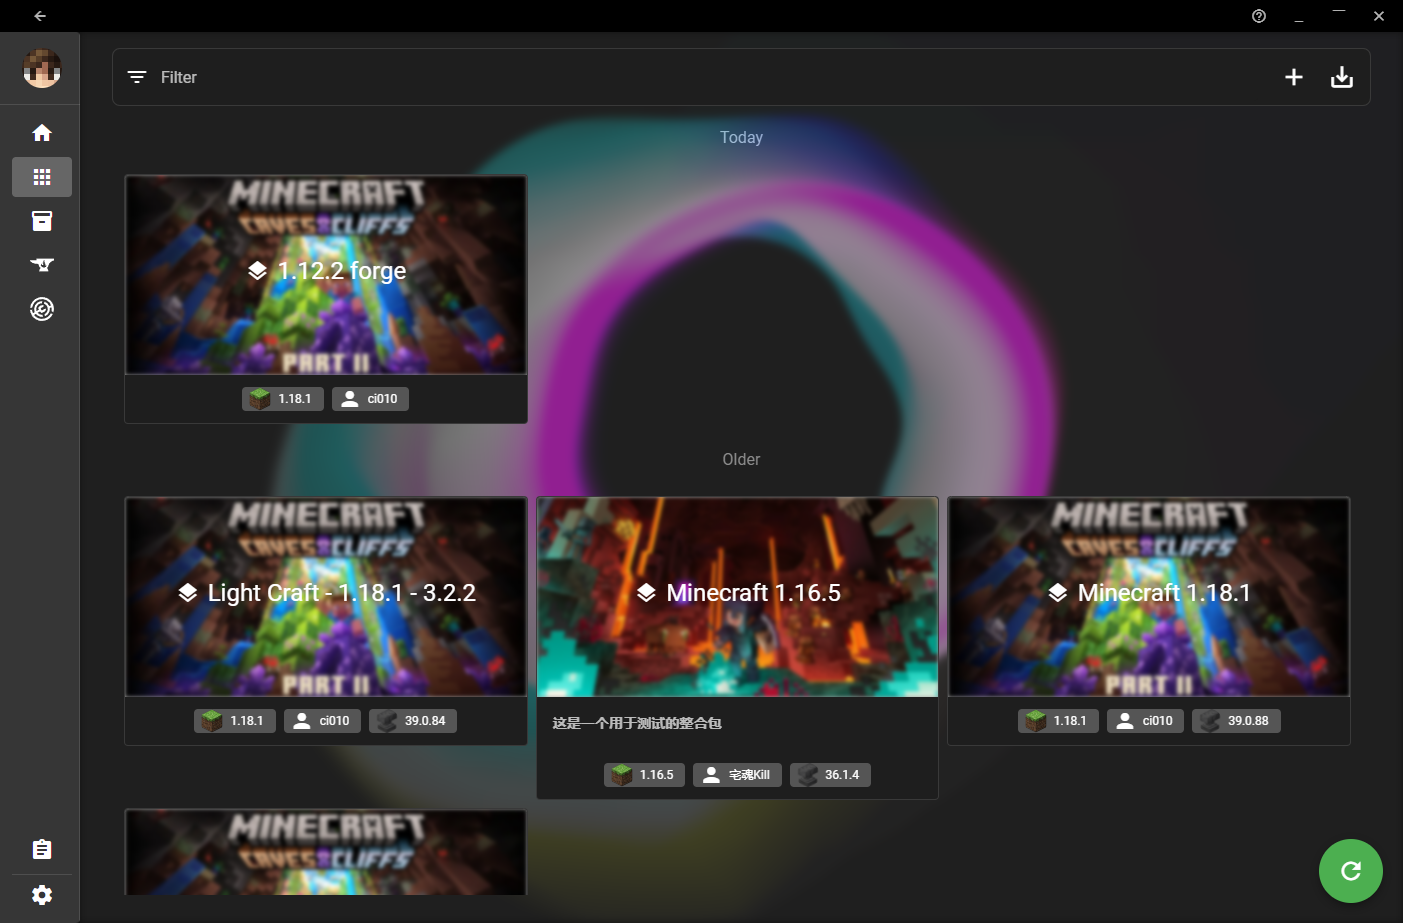 Filter
Today
MINECRAFT
CAVES & CLIFFS
1.12.2 forge
PART II
1.18.1
ci010
Older
MINECRAFT
CAVES & CLIFFS
Light Craft - 1.18.1 - 3.2.2
PART II
1.18.1
ci010
39.0.84
Minecraft 1.16.5
这是一个用于测试的整合包
1.16.5
宅魂Kill
36.1.4
MINECRAFT
CAVES & CLIFFS
Minecraft 1.18.1
PART II
1.18.1
ci010
39.0.88
MINECRAFT
CAVES & CLIFFS